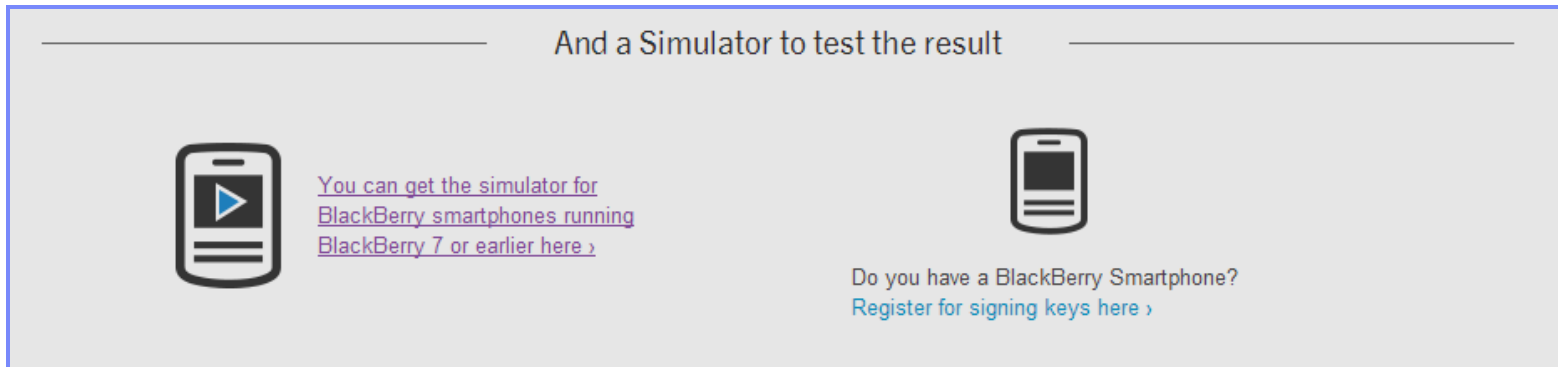 And a Simulator to test the result
You can get the simulator for
BlackBerry smartphones running
BlackBerry 7 or earlier here ›
Do you have a BlackBerry Smartphone?
Register for signing keys here ›